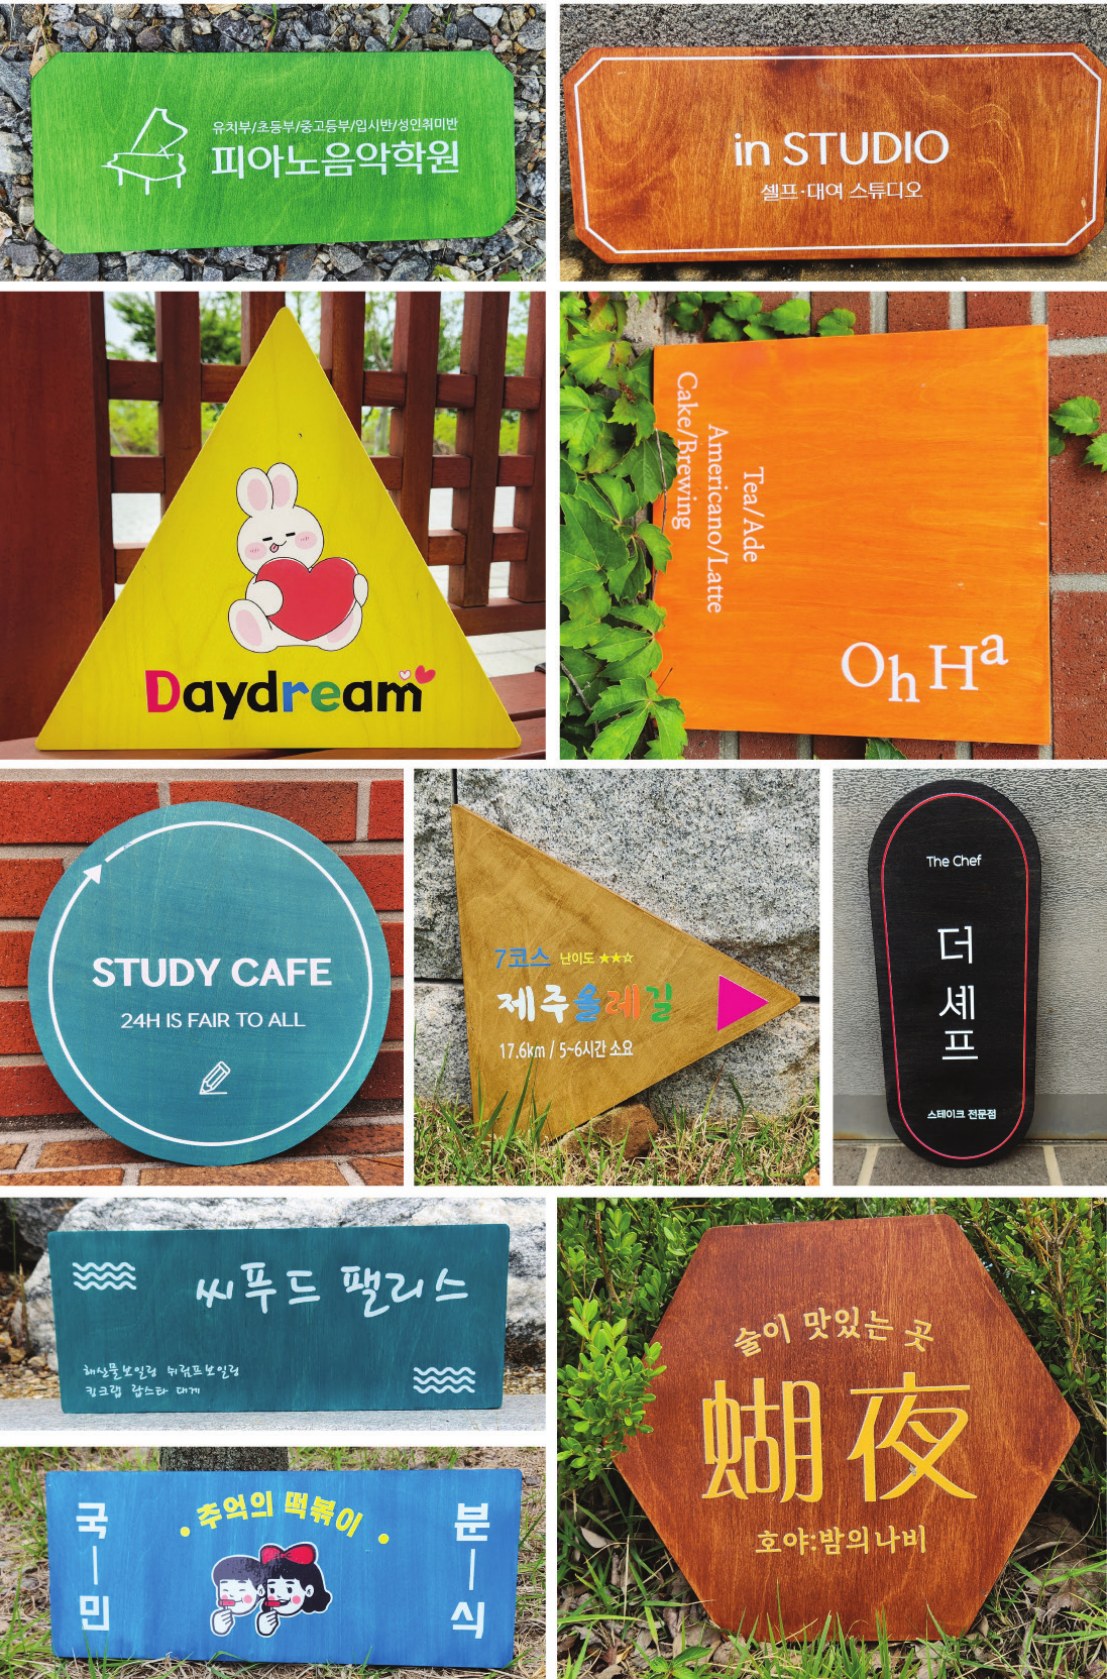 유치부/초등부/중고등부/입시반/성인취미반
피아노음악학원
in STUDIO
셀프·대여 스튜디오
Daydream
Tea/Ade
Americano/Latte
Cake/Brewing
Oh Ha
STUDY CAFE
24H IS FAIR TO ALL
7코스 난이도 ★★☆
제주올레길
17.6km / 5~6시간 소요
The Chef
더 셰프
스테이크 전문점
씨푸드 팰리스
해산물보일링 쉬림프보일링
킹크랩 랍스타 대게
추억의 떡볶이
국민
분식
술이 맛있는 곳
蝴夜
호야:밤의나비